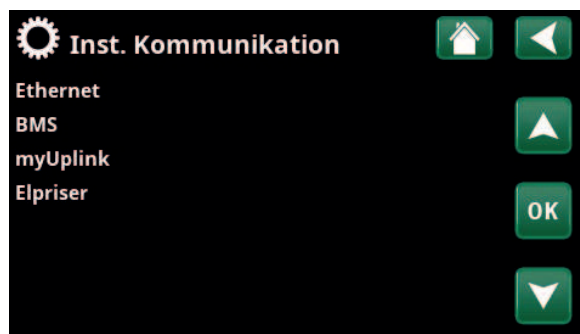 Inst. Kommunikation
Ethernet
BMS
myUplink
Elpriser
OK